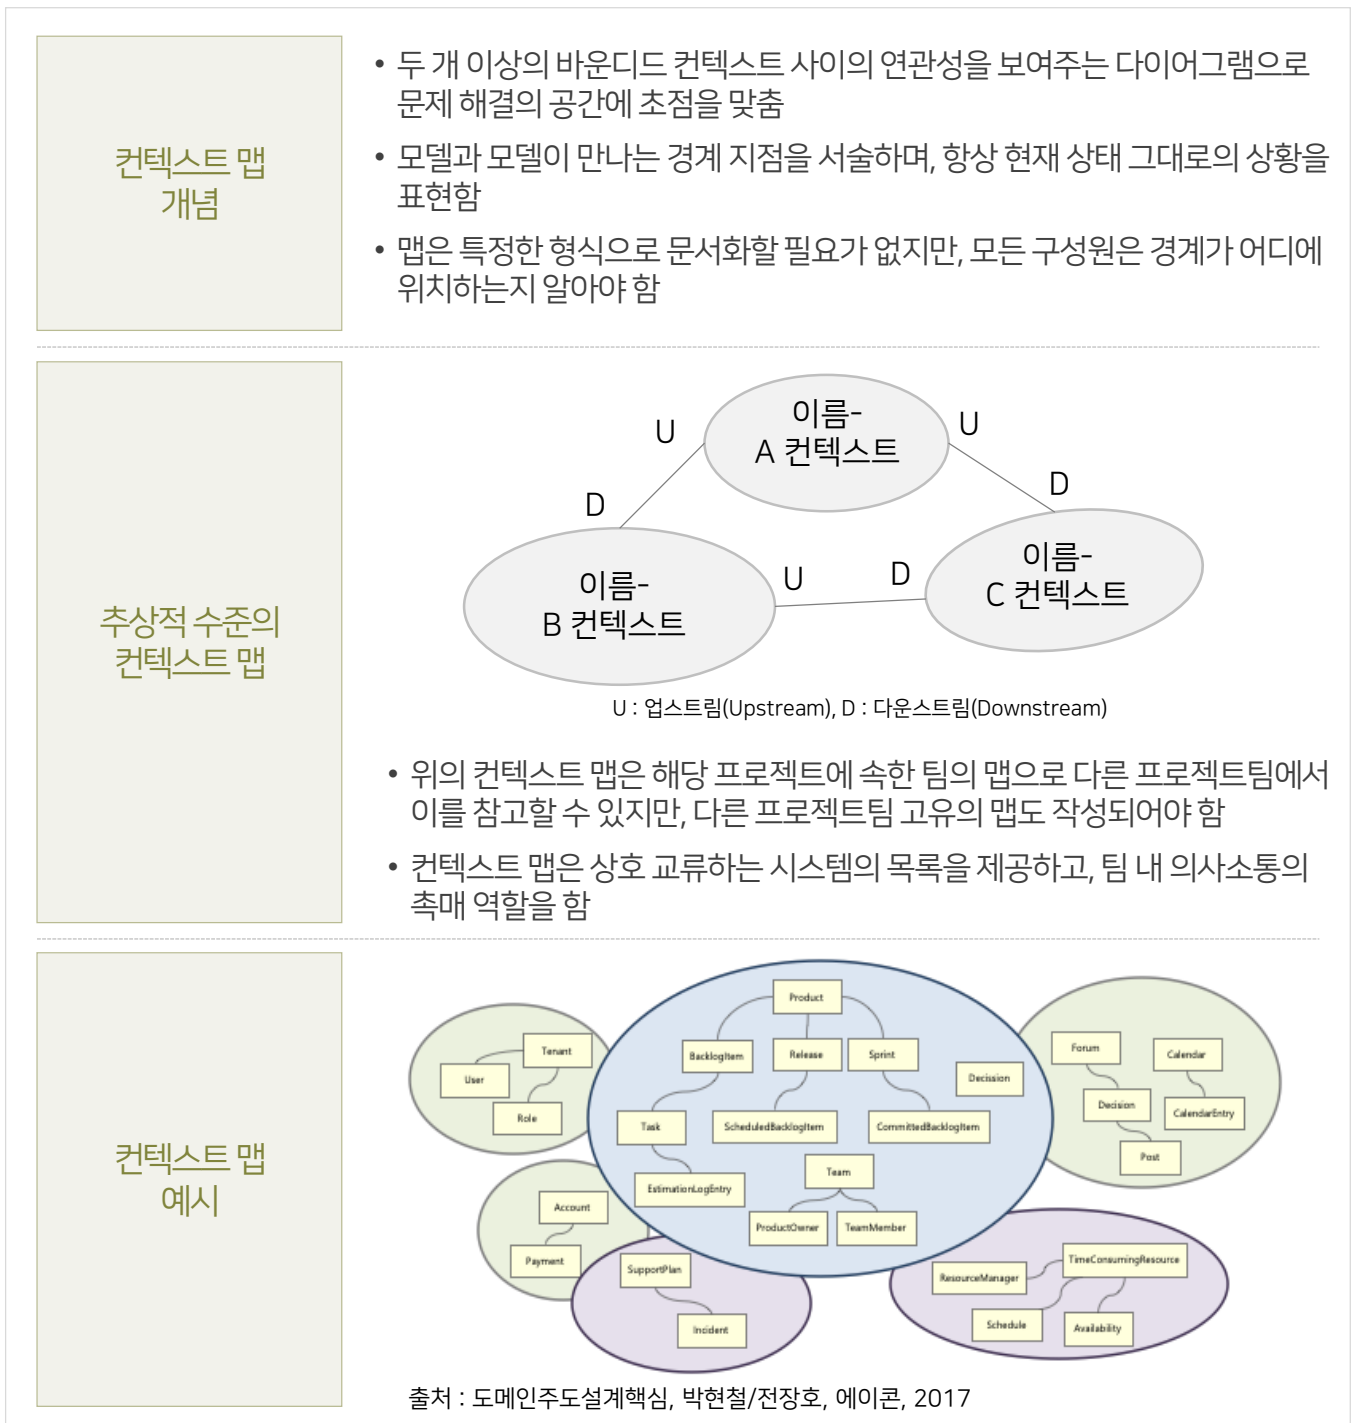 컨텍스트 맵
개념
• 두 개 이상의 바운디드 컨텍스트 사이의 연관성을 보여주는 다이어그램으로
문제 해결의 공간에 초점을 맞춤
• 모델과 모델이 만나는 경계 지점을 서술하며, 항상 현재 상태 그대로의 상황을
표현함
• 맵은 특정한 형식으로 문서화할 필요가 없지만, 모든 구성원은 경계가 어디에
위치하는지 알아야 함
추상적 수준의
컨텍스트 맵
이름-
A 컨텍스트
U
U
D
D
이름-
B 컨텍스트
U
D
이름-
C 컨텍스트
U : 업스트림(Upstream), D : 다운스트림(Downstream)
• 위의 컨텍스트 맵은 해당 프로젝트에 속한 팀의 맵으로 다른 프로젝트팀에서
이를 참고할 수 있지만, 다른 프로젝트팀 고유의 맵도 작성되어야 함
• 컨텍스트 맵은 상호 교류하는 시스템의 목록을 제공하고, 팀 내 의사소통의
촉매 역할을 함
컨텍스트 맵
예시
Tenant
User
Role
Product
BacklogItem
Release
Sprint
Decission
Task
ScheduledBacklogItem
CommittedBacklogItem
EstimationLogEntry
Team
ProductOwner
TeamMember
Forum
Calendar
Decision
CalendarEntry
Post
Account
Payment
SupportPlan
Incident
TimeConsumingResource
ResourceManager
Schedule
Availability
출처 : 도메인주도설계핵심, 박현철/전장호, 에이콘, 2017